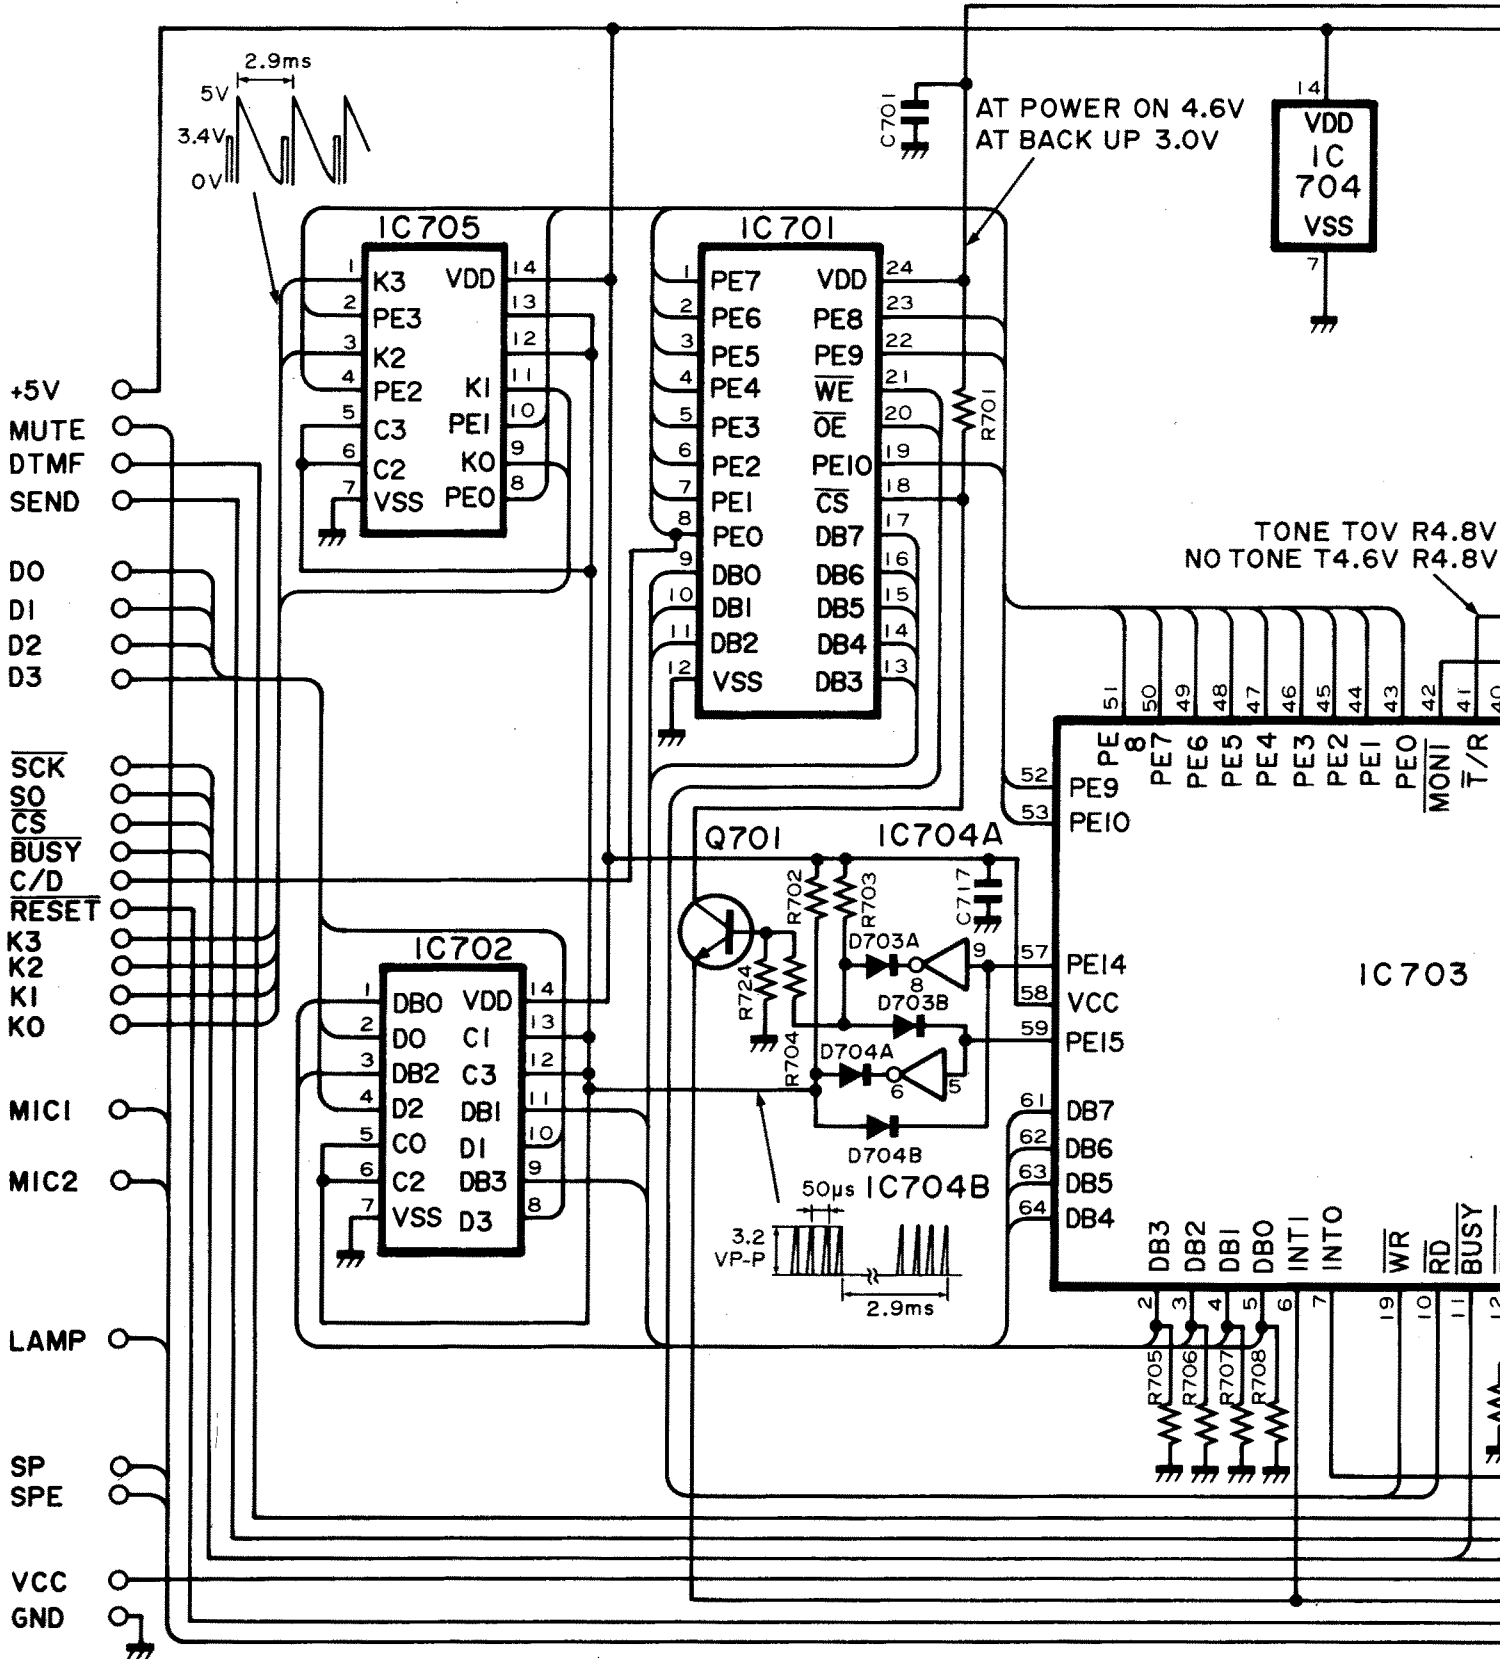 2.9ms
5V
3.4V
0V
C701
AT POWER ON 4.6V
AT BACK UP 3.0V
14
VDD
IC
704
VSS
7
IC705
1 K3 VDD 14
2 PE3 13
3 K2 12
4 PE2 K1 11
5 C3 PE1 10
6 C2 K0 9
7 VSS PE0 8
IC701
1 PE7 VDD 24
2 PE6 PE8 23
3 PE5 PE9 22
4 PE4 WE 21
5 PE3 OE 20
6 PE2 PE10 19
7 PE1 CS 18
8 PE0 DB7 17
9 DB0 DB6 16
10 DB1 DB5 15
11 DB2 DB4 14
12 VSS DB3 13
R701
TONE T0V R4.8V
NO TONE T4.6V R4.8V
+5V
MUTE
DTMF
SEND
D0
D1
D2
D3
SCK
SO
CS
BUSY
C/D
RESET
K3
K2
K1
K0
MIC1
MIC2
LAMP
SP
SPE
VCC
GND
51 50 49 48 47 46 45 44 43 42 41 40
PE8 PE7 PE6 PE5 PE4 PE3 PE2 PE1 PE0 MONI T/R
52 PE9
53 PE10
Q701
IC704A
R702
R703
C717
D703A
9
8
57 PE14
IC703
R724
D703B
58 VCC
R704
D704A
59 PE15
6
5
D704B
IC704B
61 DB7
62 DB6
63 DB5
64 DB4
IC702
1 DB0 VDD 14
2 D0 C1 13
3 DB2 C3 12
4 D2 DB1 11
5 C0 D1 10
6 C2 DB3 9
7 VSS D3 8
50μs
3.2
VP-P
2.9ms
DB3 DB2 DB1 DB0 INT1 INT0 WR RD BUSY
2 3 4 5 6 7 19 10 11 12
R705 R706 R707 R708